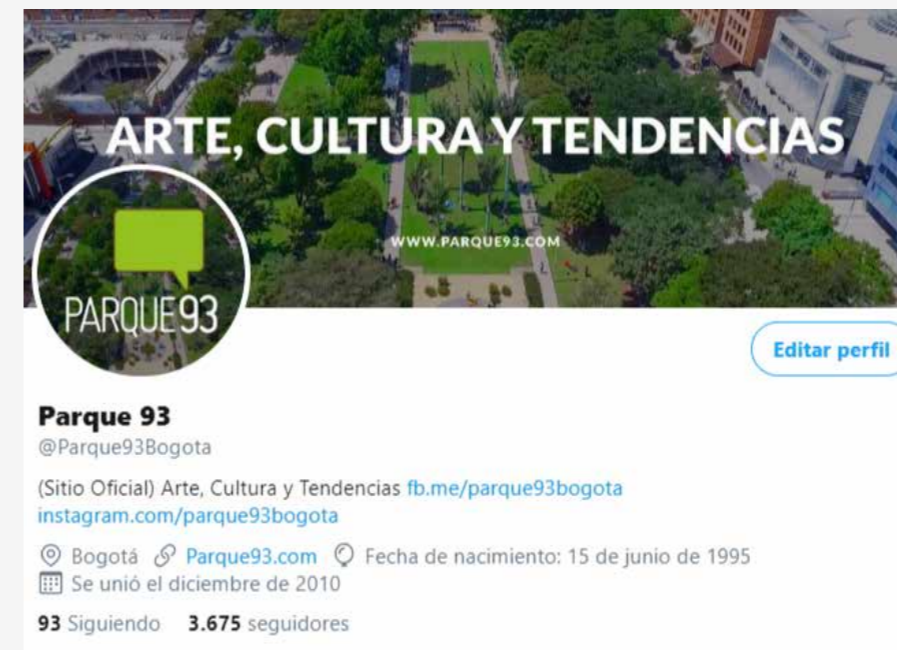 ARTE, CULTURA Y TENDENCIAS
WWW.PARQUE93.COM
PARQUE93
Editar perfil
Parque 93
@Parque93Bogota
(Sitio Oficial) Arte, Cultura y Tendencias fb.me/parque93bogota
instagram.com/parque93bogota
Bogotá Parque93.com Fecha de nacimiento: 15 de junio de 1995
Se unió el diciembre de 2010
93 Siguiendo 3.675 seguidores